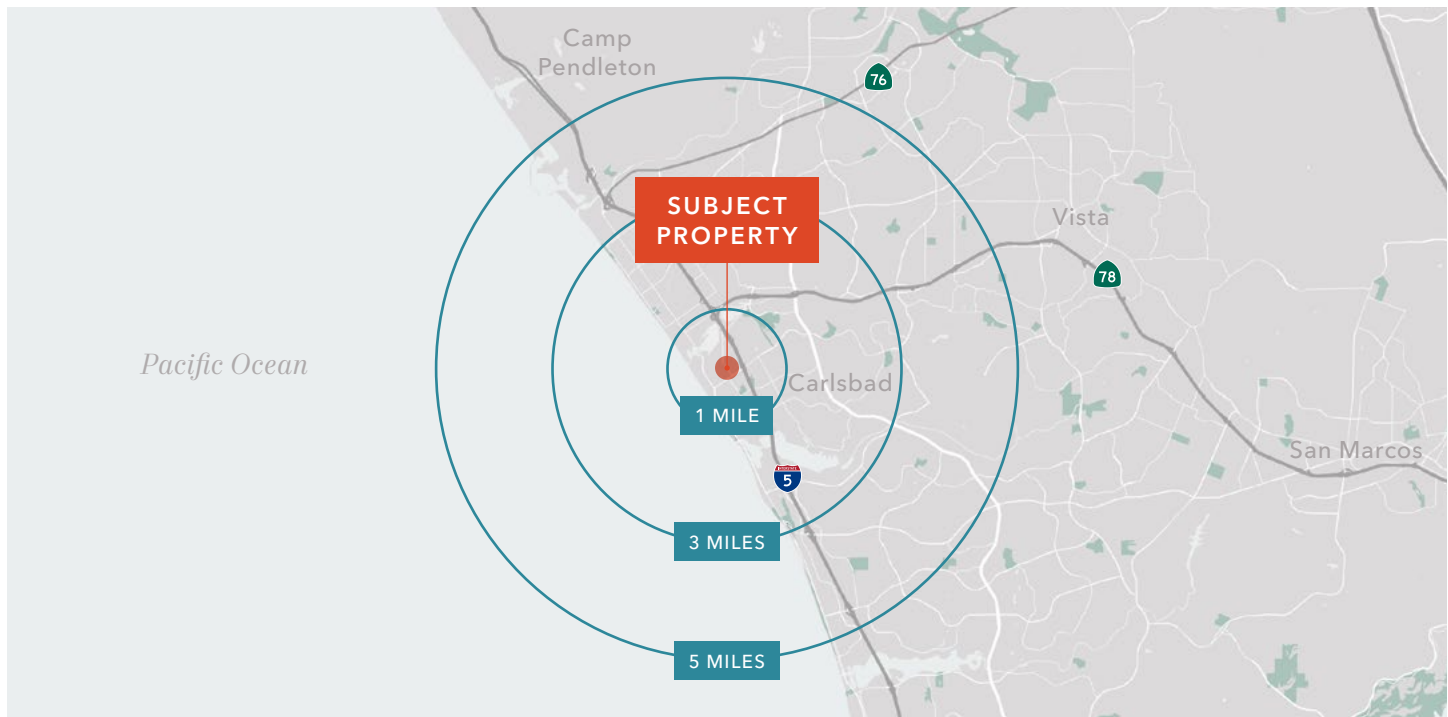 Camp
Pendleton
76
SUBJECT
PROPERTY
Vista
78
Pacific Ocean
Carlsbad
1 MILE
San Marcos
5
3 MILES
5 MILES